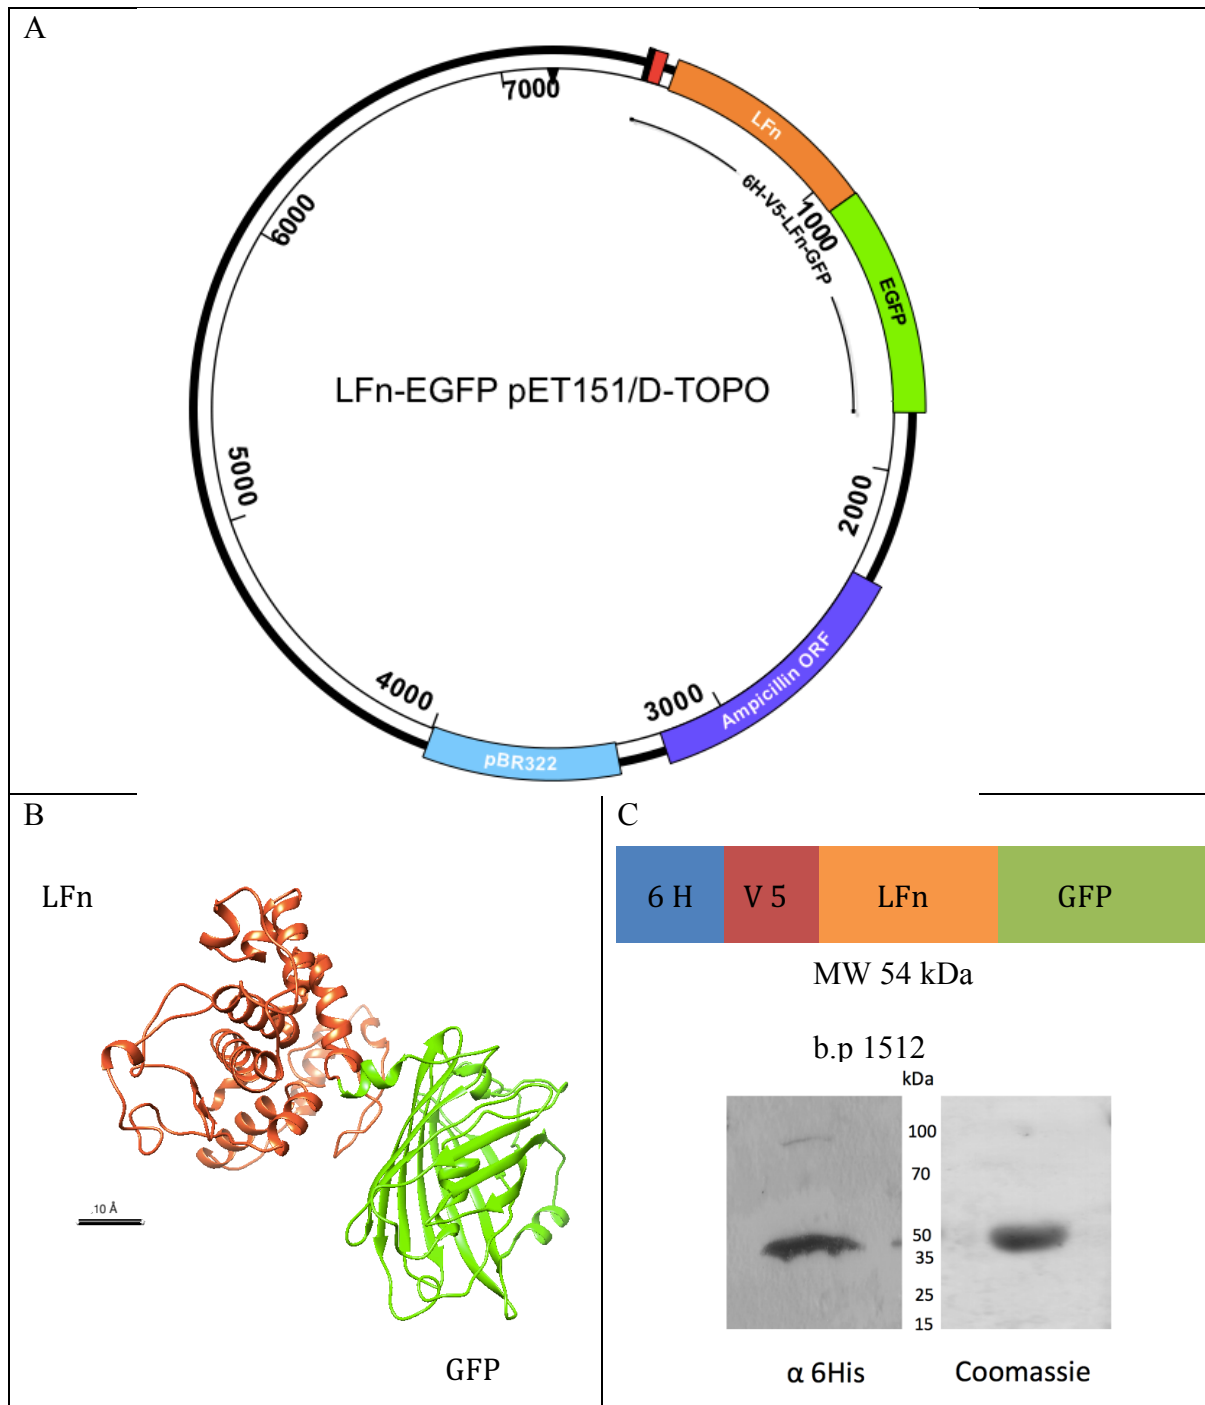 A
7000
LFn
1000
6H-V5-LFn-GFP
EGFP
6000
LFn-EGFP pET151/D-TOPO
5000
2000
4000
3000
Ampicillin ORF
pBR322
B
LFn
10 Å
GFP
C
6 H V 5 LFn GFP
MW 54 kDa
b.p 1512
kDa
100
70
50
35
25
15
α 6His Coomassie